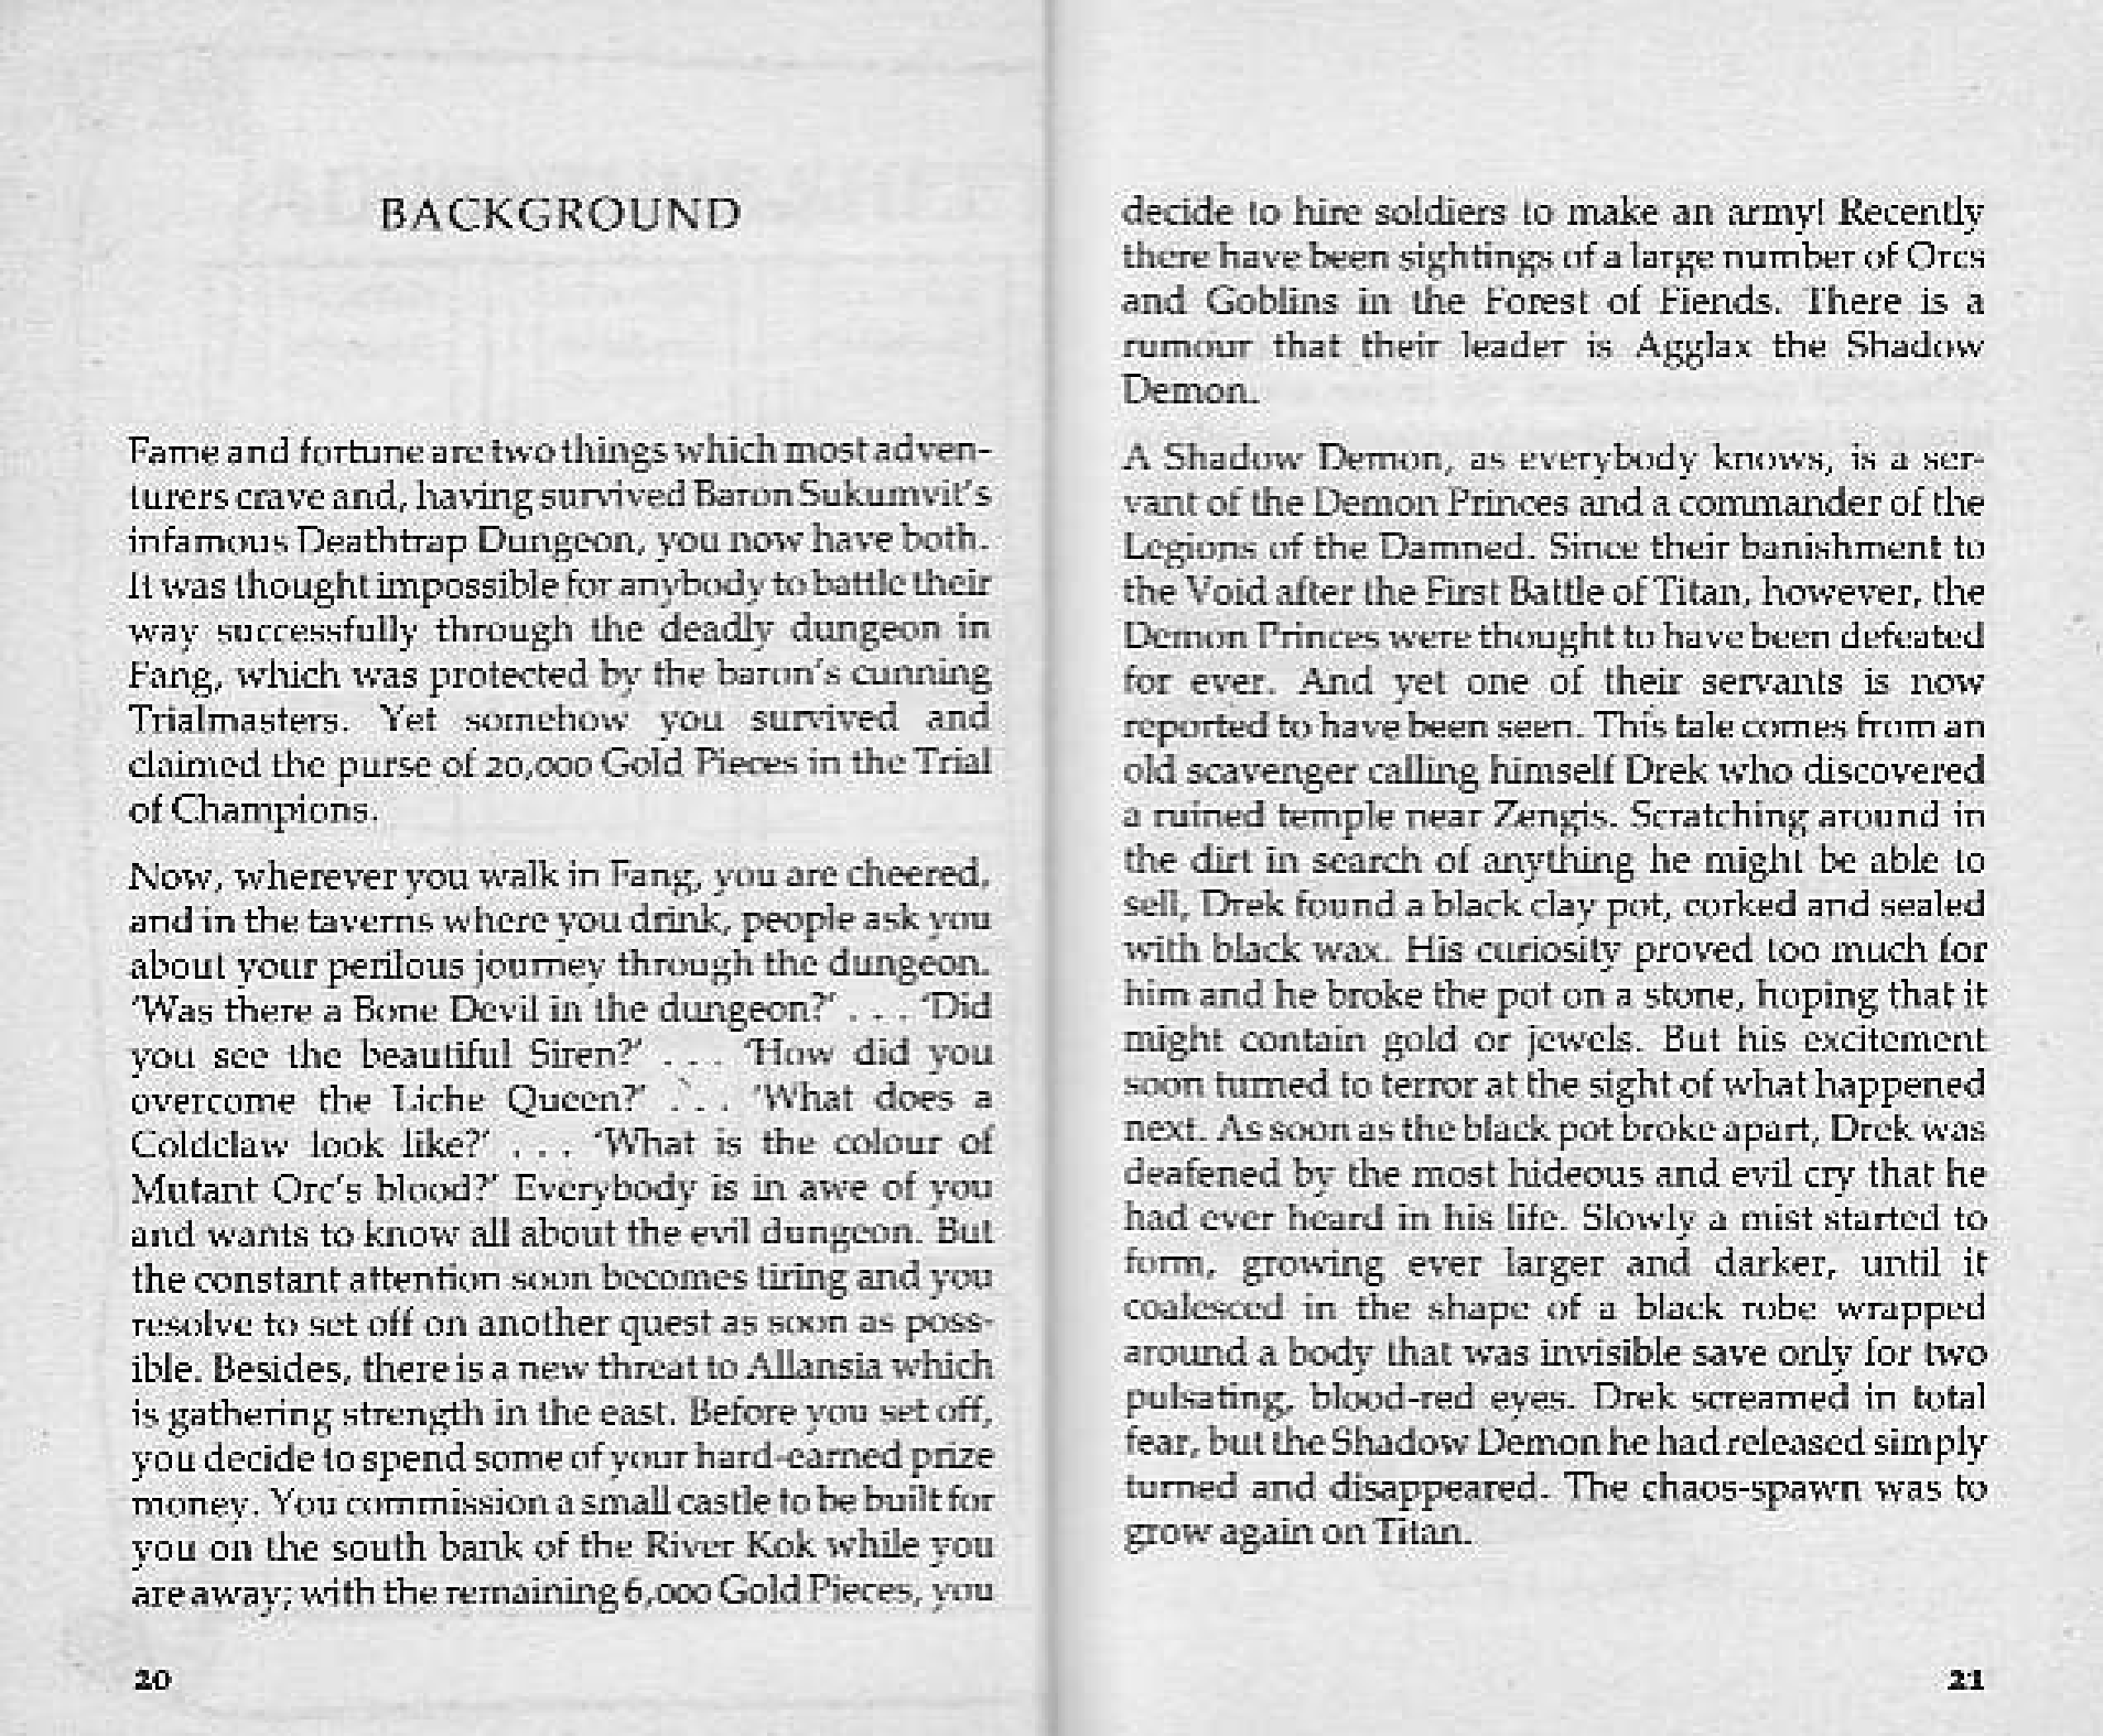 BACKGROUND
Fame and fortune are two things which most adven-
turers crave and, having survived Baron Sukumvit's
infamous Deathtrap Dungeon, you now have both.
It was thought impossible for anybody to battle their
way successfully through the deadly dungeon in
Fang, which was protected by the baron's cunning
Trialmasters. Yet somehow you survived and
claimed the purse of 20,000 Gold Pieces in the Trial
of Champions.
Now, wherever you walk in Fang, you are cheered,
and in the taverns where you drink, people ask you
about your perilous journey through the dungeon.
'Was there a Bone Devil in the dungeon?' . . . 'Did
you see the beautiful Siren?' . . . 'How did you
overcome the Liche Queen?' . . . 'What does a
Coldclaw look like?' . . . 'What is the colour of
Mutant Orc's blood?' Everybody is in awe of you
and wants to know all about the evil dungeon. But
the constant attention soon becomes tiring and you
resolve to set off on another quest as soon as poss-
ible. Besides, there is a new threat to Allansia which
is gathering strength in the east. Before you set off,
you decide to spend some of your hard-earned prize
money. You commission a small castle to be built for
you on the south bank of the River Kok while you
are away; with the remaining 6,000 Gold Pieces, you
20
decide to hire soldiers to make an army! Recently
there have been sightings of a large number of Orcs
and Goblins in the Forest of Fiends. There is a
rumour that their leader is Agglax the Shadow
Demon.
A Shadow Demon, as everybody knows, is a ser-
vant of the Demon Princes and a commander of the
Legions of the Damned. Since their banishment to
the Void after the First Battle of Titan, however, the
Demon Princes were thought to have been defeated
for ever. And yet one of their servants is now
reported to have been seen. This tale comes from an
old scavenger calling himself Drek who discovered
a ruined temple near Zengis. Scratching around in
the dirt in search of anything he might be able to
sell, Drek found a black clay pot, corked and sealed
with black wax. His curiosity proved too much for
him and he broke the pot on a stone, hoping that it
might contain gold or jewels. But his excitement
soon turned to terror at the sight of what happened
next. As soon as the black pot broke apart, Drek was
deafened by the most hideous and evil cry that he
had ever heard in his life. Slowly a mist started to
form, growing ever larger and darker, until it
coalesced in the shape of a black robe wrapped
around a body that was invisible save only for two
pulsating, blood-red eyes. Drek screamed in total
fear, but the Shadow Demon he had released simply
turned and disappeared. The chaos-spawn was to
grow again on Titan.
21